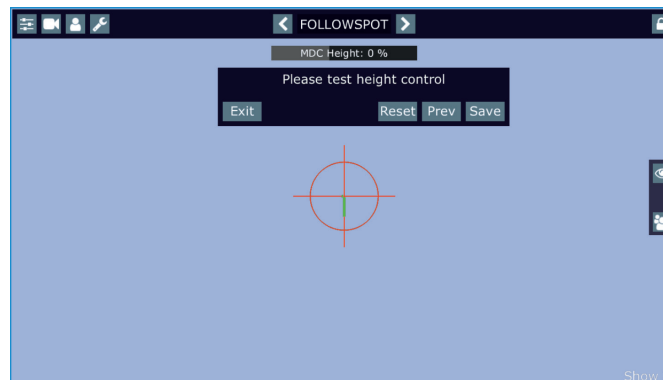 FOLLOWSPOT
MDC Height: 0 %
Please test height control
Exit Reset Prev Save
Show